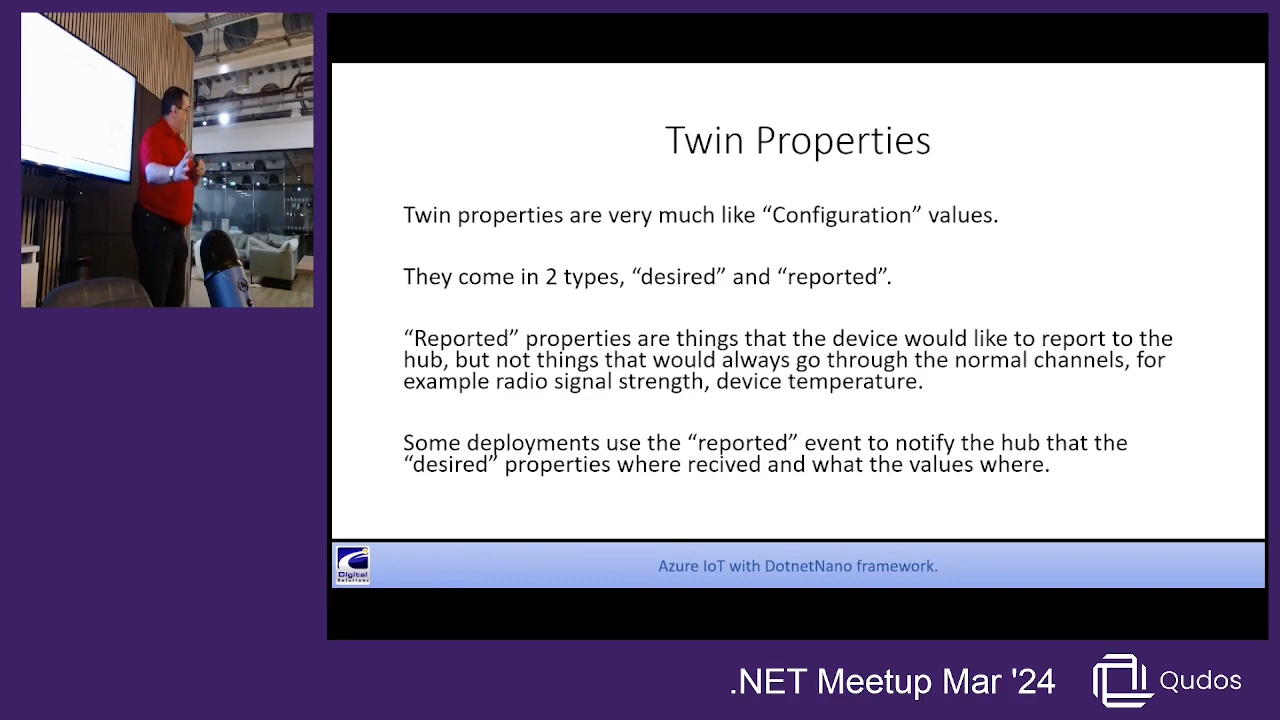 Twin Properties
Twin properties are very much like “Configuration” values.
They come in 2 types, “desired” and “reported”.
“Reported” properties are things that the device would like to report to the
hub, but not things that would always go through the normal channels, for
example radio signal strength, device temperature.
Some deployments use the “reported” event to notify the hub that the
“desired” properties where recived and what the values where.
Digital
Solutions
Azure IoT with DotnetNano framework.
.NET Meetup Mar '24
Qudos